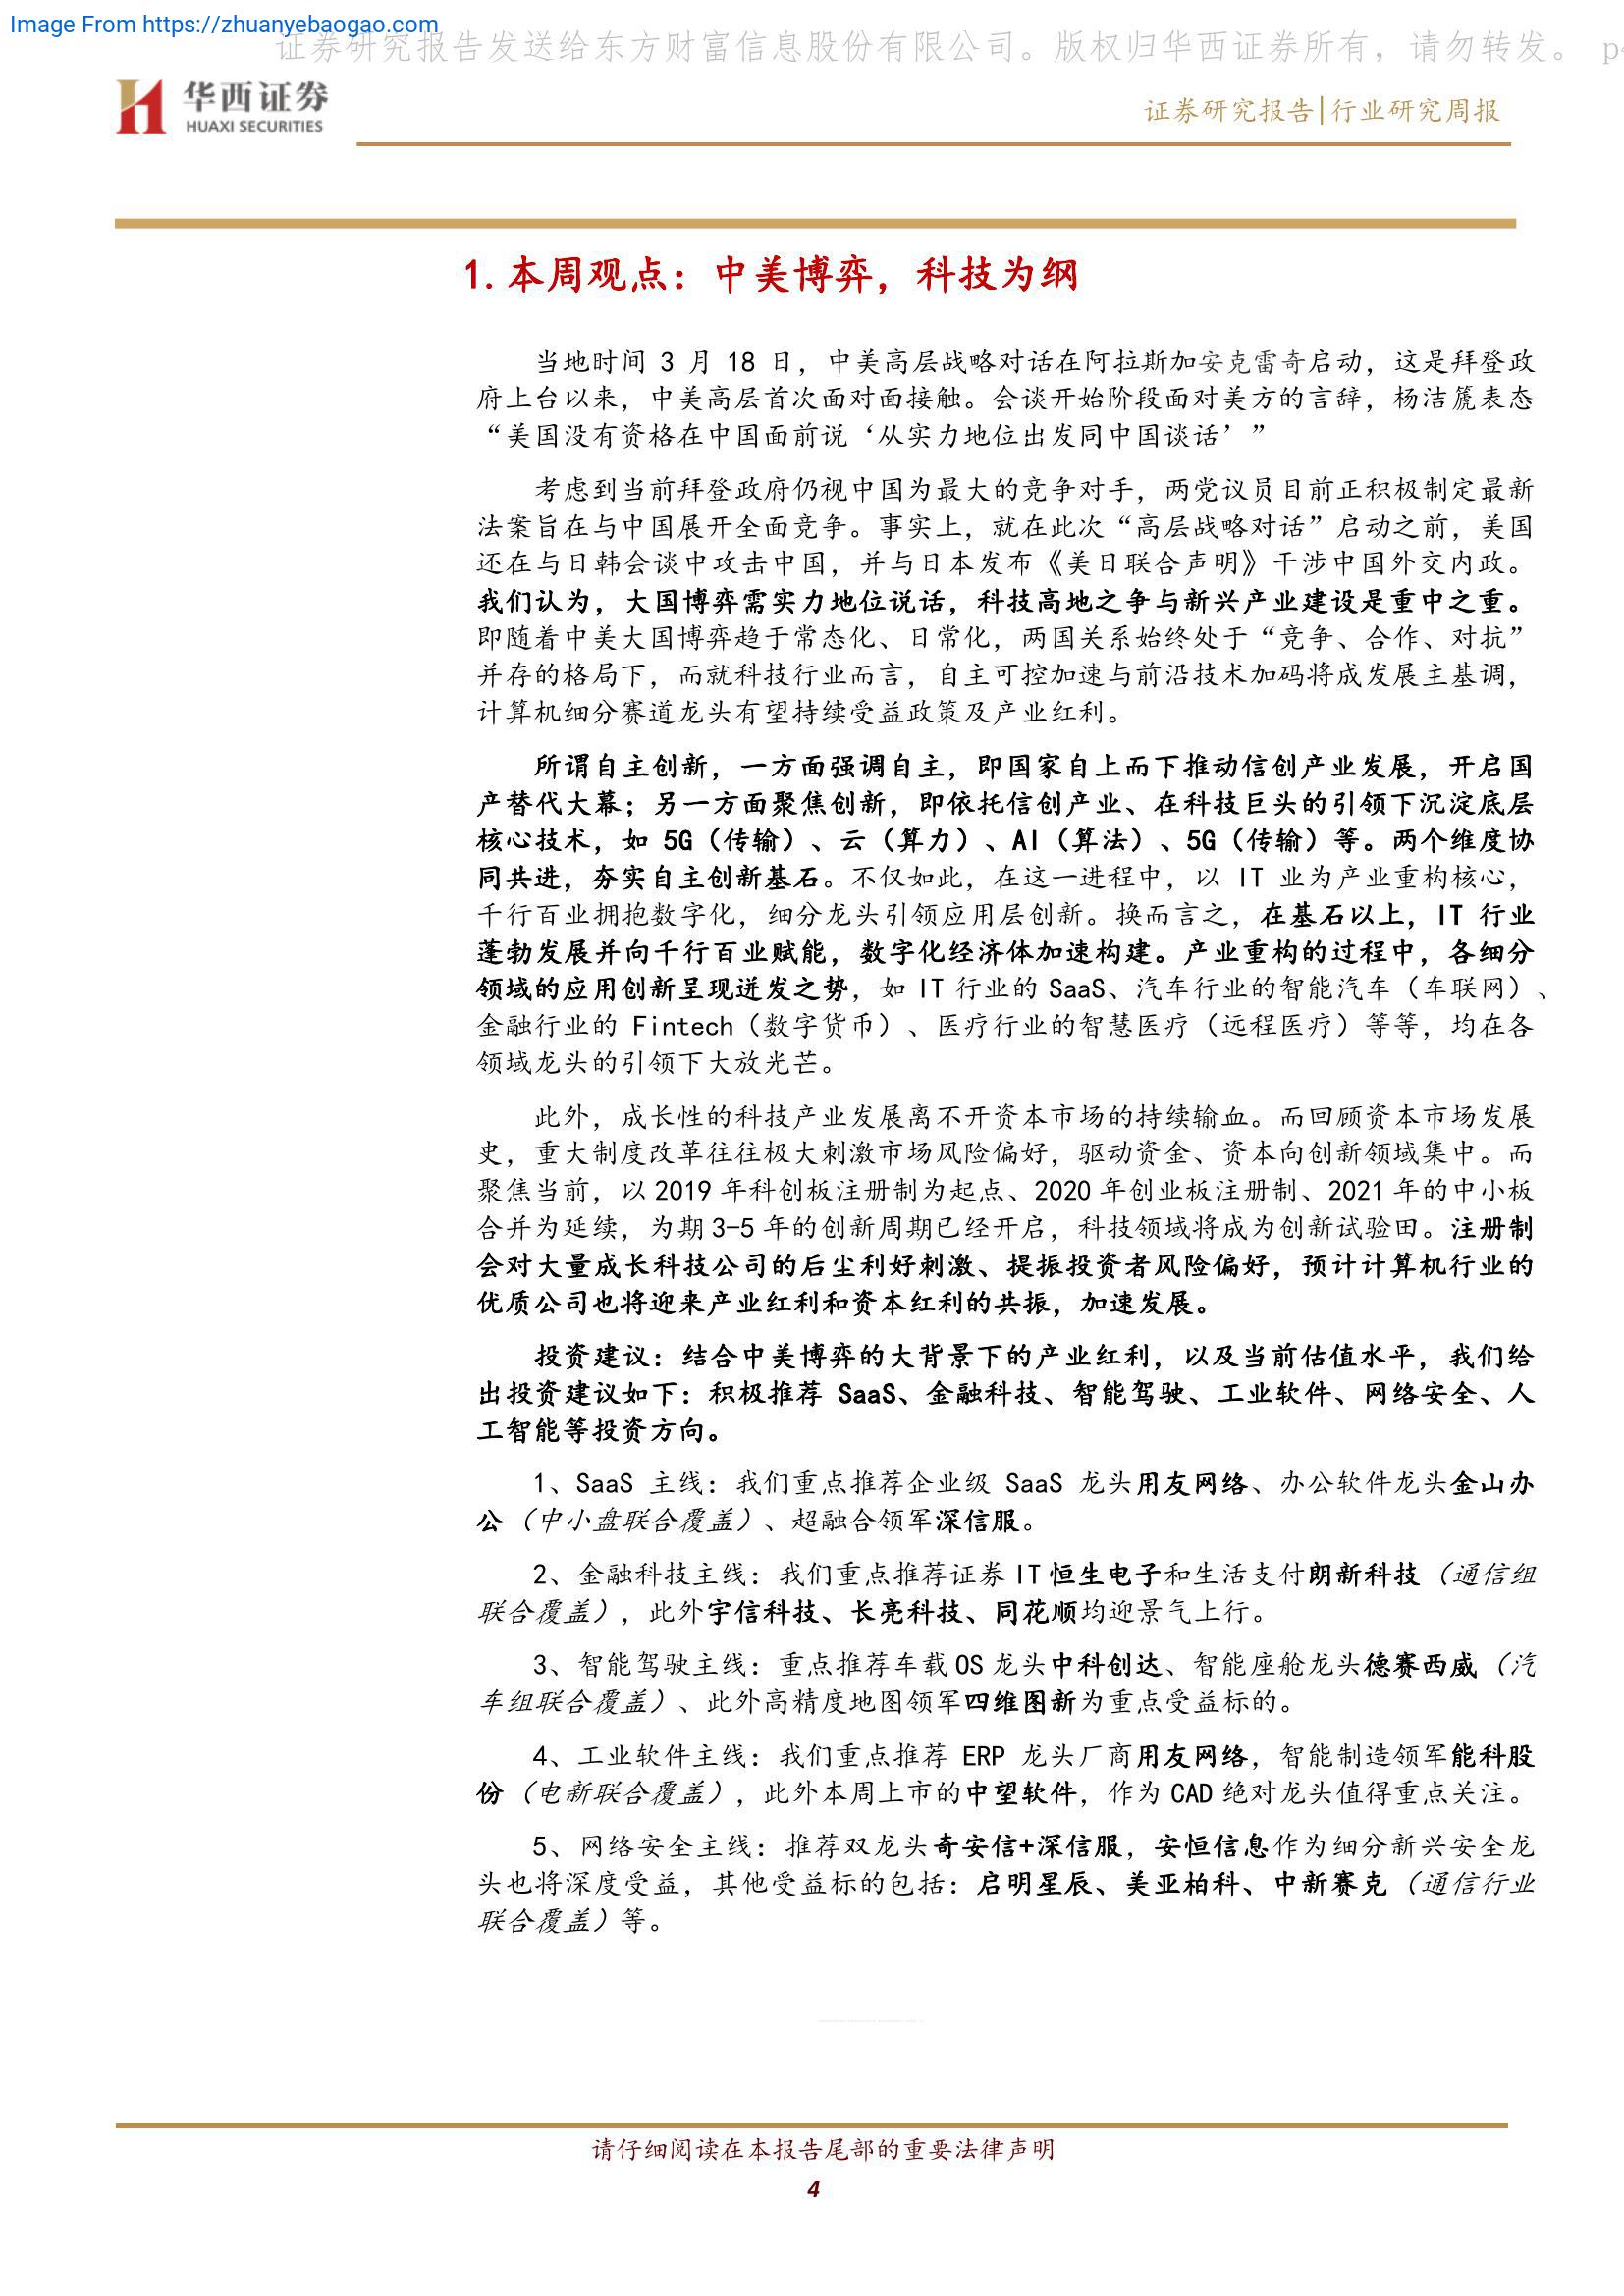 Image From https://zhuanyebaogao.com
证券研究报告发送给东方财富信息股份有限公司。版权归华西证券所有，请勿转发。 p
华西证券
HUAXI SECURITIES
证券研究报告|行业研究周报
1. 本周观点：中美博弈，科技为纲
当地时间 3 月 18 日，中美高层战略对话在阿拉斯加安克雷奇启动，这是拜登政
府上台以来，中美高层首次面对面接触。会谈开始阶段面对美方的言辞，杨洁篪表态
“美国没有资格在中国面前说‘从实力地位出发同中国谈话’”
考虑到当前拜登政府仍视中国为最大的竞争对手，两党议员目前正积极制定最新
法案旨在与中国展开全面竞争。事实上，就在此次“高层战略对话”启动之前，美国
还在与日韩会谈中攻击中国，并与日本发布《美日联合声明》干涉中国外交内政。
我们认为，大国博弈需实力地位说话，科技高地之争与新兴产业建设是重中之重。
即随着中美大国博弈趋于常态化、日常化，两国关系始终处于“竞争、合作、对抗”
并存的格局下，而就科技行业而言，自主可控加速与前沿技术加码将成发展主基调，
计算机细分赛道龙头有望持续受益政策及产业红利。
所谓自主创新，一方面强调自主，即国家自上而下推动信创产业发展，开启国
产替代大幕；另一方面聚焦创新，即依托信创产业、在科技巨头的引领下沉淀底层
核心技术，如 5G（传输）、云（算力）、AI（算法）、5G（传输）等。两个维度协
同共进，夯实自主创新基石。不仅如此，在这一进程中，以 IT 业为产业重构核心，
千行百业拥抱数字化，细分龙头引领应用层创新。换而言之，在基石以上，IT 行业
蓬勃发展并向千行百业赋能，数字化经济体加速构建。产业重构的过程中，各细分
领域的应用创新呈现迸发之势，如 IT 行业的 SaaS、汽车行业的智能汽车（车联网）、
金融行业的 Fintech（数字货币）、医疗行业的智慧医疗（远程医疗）等等，均在各
领域龙头的引领下大放光芒。
此外，成长性的科技产业发展离不开资本市场的持续输血。而回顾资本市场发展
史，重大制度改革往往极大刺激市场风险偏好，驱动资金、资本向创新领域集中。而
聚焦当前，以 2019 年科创板注册制为起点、2020 年创业板注册制、2021 年的中小板
合并为延续，为期 3-5 年的创新周期已经开启，科技领域将成为创新试验田。注册制
会对大量成长科技公司的后尘利好刺激、提振投资者风险偏好，预计计算机行业的
优质公司也将迎来产业红利和资本红利的共振，加速发展。
投资建议：结合中美博弈的大背景下的产业红利，以及当前估值水平，我们给
出投资建议如下：积极推荐 SaaS、金融科技、智能驾驶、工业软件、网络安全、人
工智能等投资方向。
1、SaaS 主线：我们重点推荐企业级 SaaS 龙头用友网络、办公软件龙头金山办
公（中小盘联合覆盖）、超融合领军深信服。
2、金融科技主线：我们重点推荐证券 IT 恒生电子和生活支付朗新科技（通信组
联合覆盖），此外宇信科技、长亮科技、同花顺均迎景气上行。
3、智能驾驶主线：重点推荐车载 OS 龙头中科创达、智能座舱龙头德赛西威（汽
车组联合覆盖）、此外高精度地图领军四维图新为重点受益标的。
4、工业软件主线：我们重点推荐 ERP 龙头厂商用友网络，智能制造领军能科股
份（电新联合覆盖），此外本周上市的中望软件，作为 CAD 绝对龙头值得重点关注。
5、网络安全主线：推荐双龙头奇安信+深信服，安恒信息作为细分新兴安全龙
头也将深度受益，其他受益标的包括：启明星辰、美亚柏科、中新赛克（通信行业
联合覆盖）等。
请仔细阅读在本报告尾部的重要法律声明
4